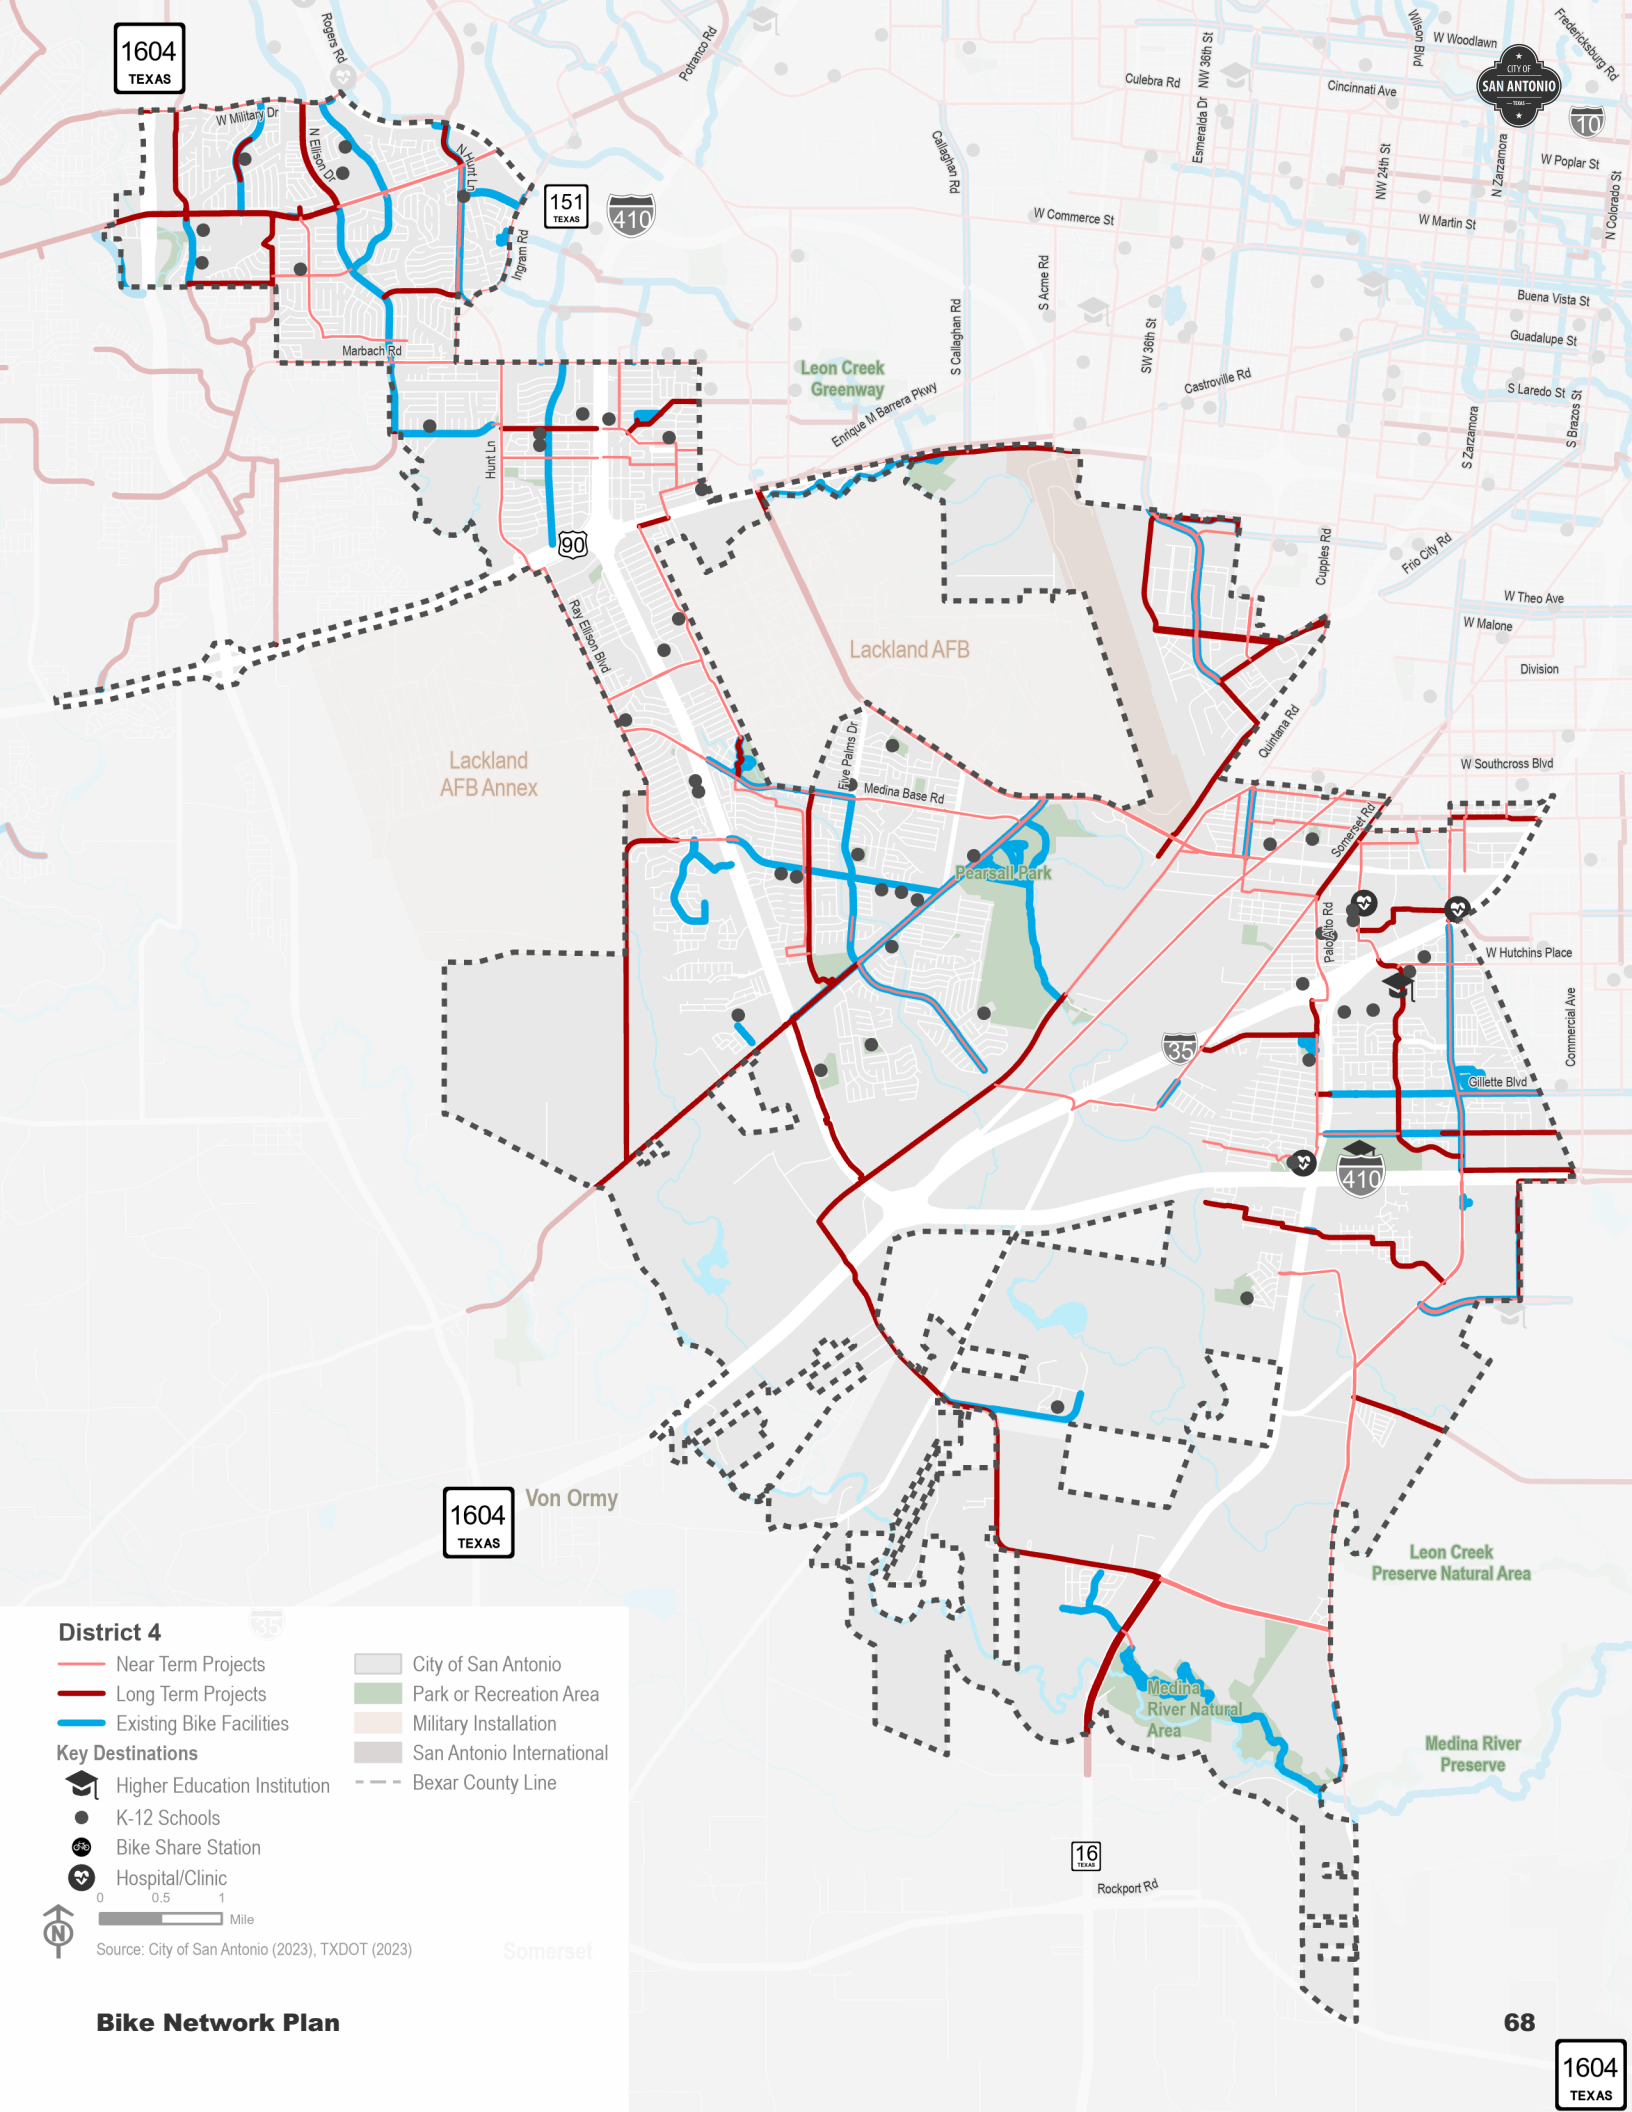 1604
TEXAS
Rogers Rd
Potranco Rd
Culebra Rd
NW 36th St
Esmeralda Dr
Wilson Blvd
W Woodlawn
Fredericksburg Rd
Cincinnati Ave
CITY OF
SAN ANTONIO
TEXAS
10
W Military Dr
N Ellison Dr
N Hunt Ln
Callaghan Rd
NW 24th St
N Zarzamora
W Poplar St
N Colorado St
151
TEXAS
410
W Commerce St
W Martin St
Ingram Rd
S Acme Rd
S Callaghan Rd
SW 36th St
Buena Vista St
Guadalupe St
Marbach Rd
Leon Creek
Greenway
Castroville Rd
Enrique M Barrera Pkwy
S Laredo St
S Brazos St
S Zarzamora
Hunt Ln
90
Cupples Rd
Frio City Rd
W Theo Ave
W Malone
Ray Ellison Blvd
Lackland AFB
Division
Quintana Rd
Lackland
AFB Annex
Five Palms Dr
Medina Base Rd
W Southcross Blvd
Somerset Rd
Pearsall Park
Palo Alto Rd
W Hutchins Place
Commercial Ave
35
Gillette Blvd
410
1604
TEXAS
Von Ormy
Leon Creek
Preserve Natural Area
Medina
River Natural
Area
Medina River
Preserve
16
TEXAS
Rockport Rd
35
District 4
Near Term Projects
Long Term Projects
Existing Bike Facilities
Key Destinations
Higher Education Institution
K-12 Schools
Bike Share Station
Hospital/Clinic
City of San Antonio
Park or Recreation Area
Military Installation
San Antonio International
Bexar County Line
0 0.5 1
Mile
N
Source: City of San Antonio (2023), TXDOT (2023)
Somerset
Bike Network Plan
68
1604
TEXAS